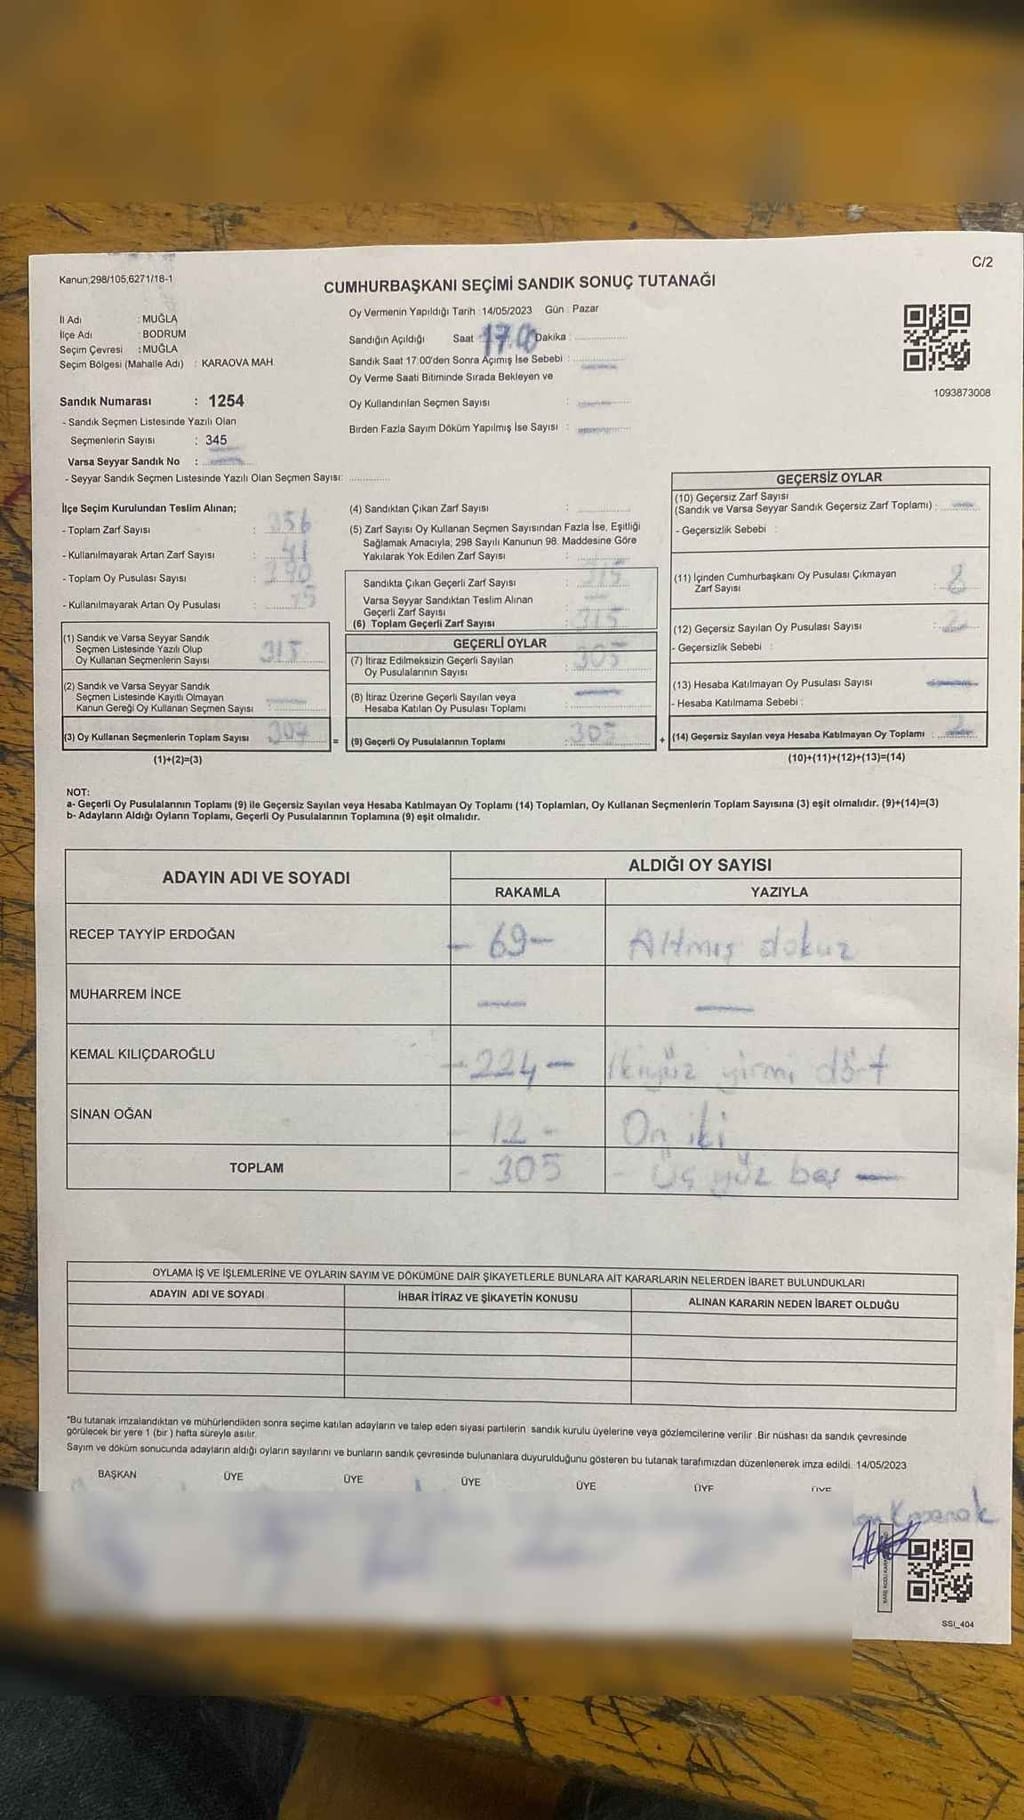 Kanun;298/105,6271/18-1
C/2
CUMHURBAŞKANI SEÇİMİ SANDIK SONUÇ TUTANAĞI
İl Adı : MUĞLA
İlçe Adı : BODRUM
Seçim Çevresi : MUĞLA
Seçim Bölgesi (Mahalle Adı) : KARAOVA MAH.
Sandık Numarası : 1254
- Sandık Seçmen Listesinde Yazılı Olan
Seçmenlerin Sayısı : 345
Varsa Seyyar Sandık No :
- Seyyar Sandık Seçmen Listesinde Yazılı Olan Seçmen Sayısı:
Oy Vermenin Yapıldığı Tarih : 14/05/2023 Gün : Pazar
Sandığın Açıldığı Saat 17.00 Dakika :
Sandık Saat 17:00'den Sonra Açımış İse Sebebi :
Oy Verme Saati Bitiminde Sırada Bekleyen ve
Oy Kullandırılan Seçmen Sayısı :
Birden Fazla Sayım Döküm Yapılmış İse Sayısı :
1093873008
İlçe Seçim Kurulundan Teslim Alınan;
- Toplam Zarf Sayısı : 356
- Kullanılmayarak Artan Zarf Sayısı : 41
- Toplam Oy Pusulası Sayısı : 390
- Kullanılmayarak Artan Oy Pusulası : 75
(1) Sandık ve Varsa Seyyar Sandık
Seçmen Listesinde Yazılı Olup
Oy Kullanan Seçmenlerin Sayısı : 315
(2) Sandık ve Varsa Seyyar Sandık
Seçmen Listesinde Kayıtlı Olmayan
Kanun Gereği Oy Kullanan Seçmen Sayısı :
(3) Oy Kullanan Seçmenlerin Toplam Sayısı : 307
(1)+(2)=(3)
(4) Sandıktan Çıkan Zarf Sayısı :
(5) Zarf Sayısı Oy Kullanan Seçmen Sayısından Fazla İse, Eşitliği
Sağlamak Amacıyla; 298 Sayılı Kanunun 98. Maddesine Göre
Yakılarak Yok Edilen Zarf Sayısı :
Sandıkta Çıkan Geçerli Zarf Sayısı : 315
Varsa Seyyar Sandıktan Teslim Alınan
Geçerli Zarf Sayısı :
(6) Toplam Geçerli Zarf Sayısı : 315
GEÇERLİ OYLAR
(7) İtiraz Edilmeksizin Geçerli Sayılan
Oy Pusulalarının Sayısı : 305
(8) İtiraz Üzerine Geçerli Sayılan veya
Hesaba Katılan Oy Pusulası Toplamı :
= (9) Geçerli Oy Pusulalarının Toplamı : 305
GEÇERSİZ OYLAR
(10) Geçersiz Zarf Sayısı
(Sandık ve Varsa Seyyar Sandık Geçersiz Zarf Toplamı) :
- Geçersizlik Sebebi :
(11) İçinden Cumhurbaşkanı Oy Pusulası Çıkmayan
Zarf Sayısı : 8
(12) Geçersiz Sayılan Oy Pusulası Sayısı : 2
- Geçersizlik Sebebi :
(13) Hesaba Katılmayan Oy Pusulası Sayısı :
- Hesaba Katılmama Sebebi :
+ (14) Geçersiz Sayılan veya Hesaba Katılmayan Oy Toplamı : 2
(10)+(11)+(12)+(13)=(14)
NOT:
a- Geçerli Oy Pusulalarının Toplamı (9) ile Geçersiz Sayılan veya Hesaba Katılmayan Oy Toplamı (14) Toplamları, Oy Kullanan Seçmenlerin Toplam Sayısına (3) eşit olmalıdır. (9)+(14)=(3)
b- Adayların Aldığı Oyların Toplamı, Geçerli Oy Pusulalarının Toplamına (9) eşit olmalıdır.
ADAYIN ADI VE SOYADI
ALDIĞI OY SAYISI
RAKAMLA YAZIYLA
RECEP TAYYİP ERDOĞAN - 69 - Altmış dokuz
MUHARREM İNCE — —
KEMAL KILIÇDAROĞLU - 224 - İkiyüz yirmi dört
SİNAN OĞAN - 12 - On iki
TOPLAM - 305 - Üç yüz beş —
OYLAMA İŞ VE İŞLEMLERİNE VE OYLARIN SAYIM VE DÖKÜMÜNE DAİR ŞİKAYETLERLE BUNLARA AİT KARARLARIN NELERDEN İBARET BULUNDUKLARI
ADAYIN ADI VE SOYADI İHBAR İTİRAZ VE ŞİKAYETİN KONUSU ALINAN KARARIN NEDEN İBARET OLDUĞU
*Bu tutanak imzalandıktan ve mühürlendikten sonra seçime katılan adayların ve talep eden siyasi partilerin sandık kurulu üyelerine veya gözlemcilerine verilir. Bir nüshası da sandık çevresinde
görülecek bir yere 1 (bir ) hafta süreyle asılır.
Sayım ve döküm sonucunda adayların aldığı oyların sayılarını ve bunların sandık çevresinde bulunanlara duyurulduğunu gösteren bu tutanak tarafımızdan düzenlenerek imza edildi. 14/05/2023
BAŞKAN ÜYE ÜYE ÜYE ÜYE ÜYE ÜYE
SSI_404